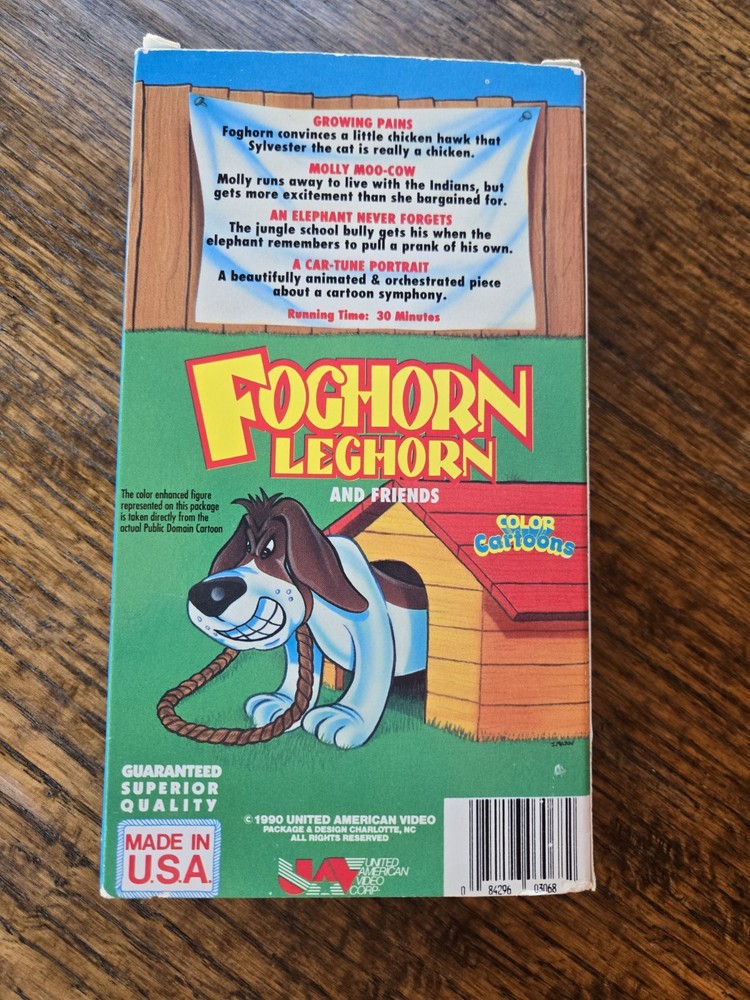 GROWING PAINS
Foghorn convinces a little chicken hawk that
Sylvester the cat is really a chicken.
MOLLY MOO-COW
Molly runs away to live with the Indians, but
gets more excitement than she bargained for.
AN ELEPHANT NEVER FORGETS
The jungle school bully gets his when the
elephant remembers to pull a prank of his own.
A CAR-TUNE PORTRAIT
A beautifully animated & orchestrated piece
about a cartoon symphony.
Running Time: 30 Minutes
FOGHORN
LEGHORN
AND FRIENDS
The color enhanced figure
represented on this package
is taken directly from the
actual Public Domain Cartoon
COLOR
Cartoons
GUARANTEED
SUPERIOR
QUALITY
MADE IN
U.S.A.
© 1990 UNITED AMERICAN VIDEO
PACKAGE & DESIGN CHARLOTTE, NC
ALL RIGHTS RESERVED
UAV
UNITED
AMERICAN
VIDEO
CORP.
0 84296 03068